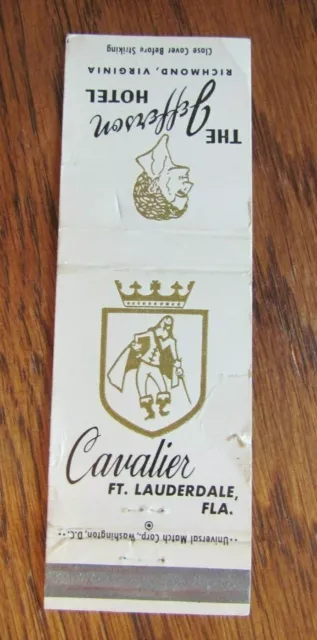 Close Cover Before Striking
RICHMOND, VIRGINIA
THE Jefferson
HOTEL
Cavalier
FT. LAUDERDALE,
FLA.
··Universal Match Corp., Washington, D.C.··